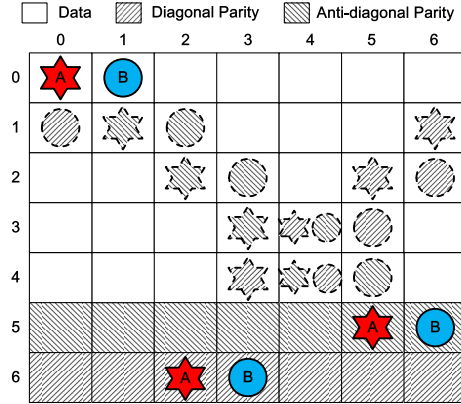 Data Diagonal Parity Anti-diagonal Parity
0 1 2 3 4 5 6
0 A B
1
2
3
4
5 A B
6 A B